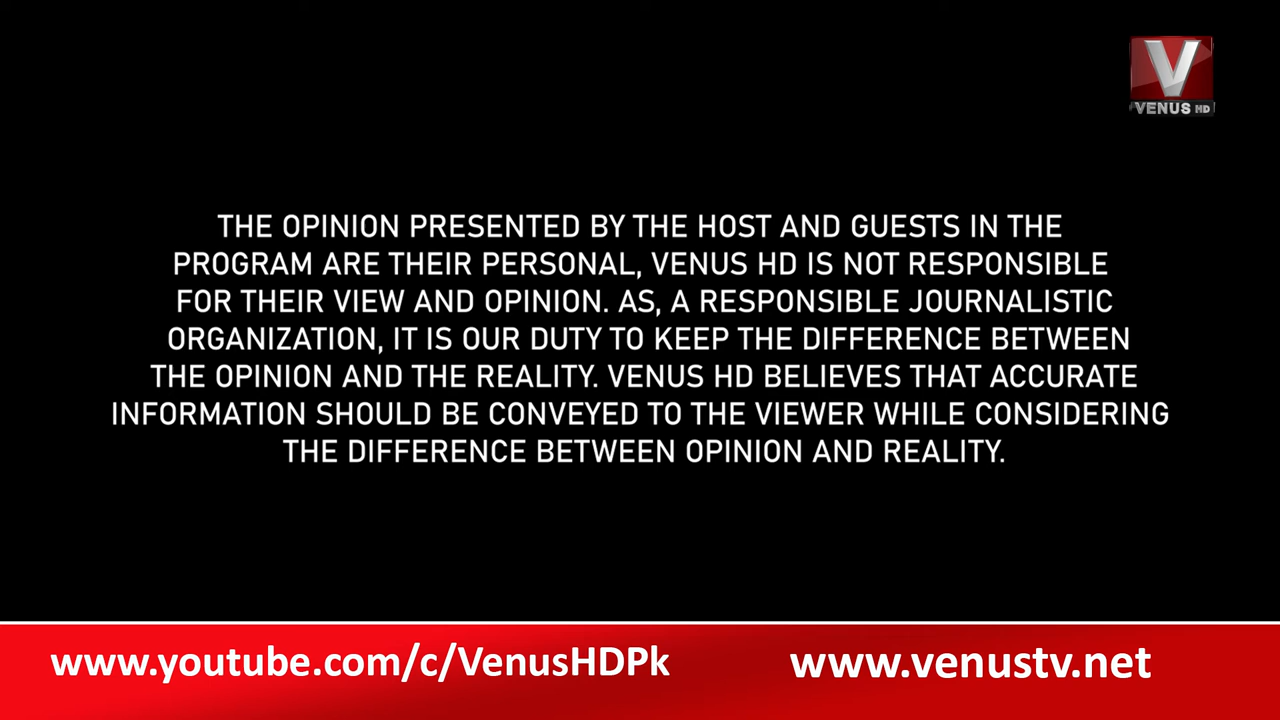 V
VENUS HD
THE OPINION PRESENTED BY THE HOST AND GUESTS IN THE
PROGRAM ARE THEIR PERSONAL, VENUS HD IS NOT RESPONSIBLE
FOR THEIR VIEW AND OPINION. AS, A RESPONSIBLE JOURNALISTIC
ORGANIZATION, IT IS OUR DUTY TO KEEP THE DIFFERENCE BETWEEN
THE OPINION AND THE REALITY. VENUS HD BELIEVES THAT ACCURATE
INFORMATION SHOULD BE CONVEYED TO THE VIEWER WHILE CONSIDERING
THE DIFFERENCE BETWEEN OPINION AND REALITY.
www.youtube.com/c/VenusHDPk www.venustv.net